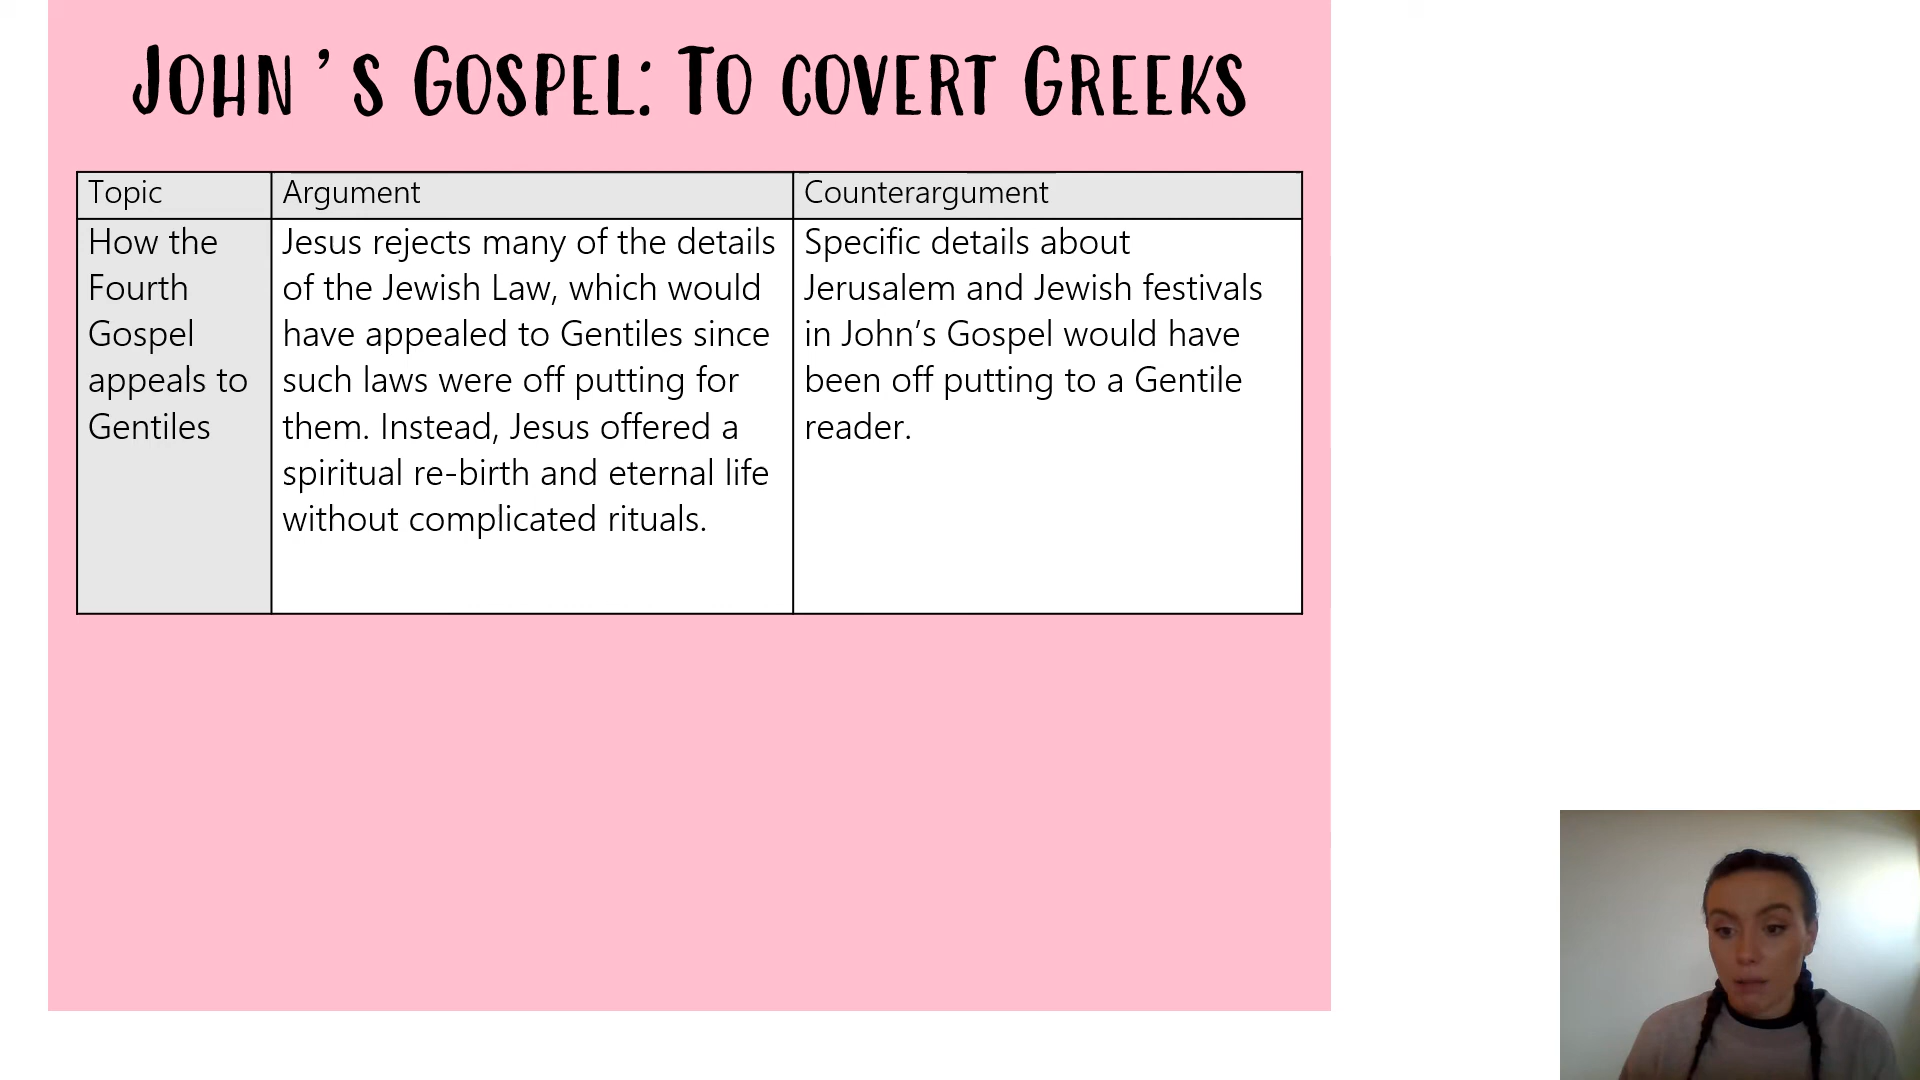 JOHN’S GOSPEL: TO COVERT GREEKS
Topic
Argument
Counterargument
How the
Fourth
Gospel
appeals to
Gentiles
Jesus rejects many of the details
of the Jewish Law, which would
have appealed to Gentiles since
such laws were off putting for
them. Instead, Jesus offered a
spiritual re-birth and eternal life
without complicated rituals.
Specific details about
Jerusalem and Jewish festivals
in John’s Gospel would have
been off putting to a Gentile
reader.